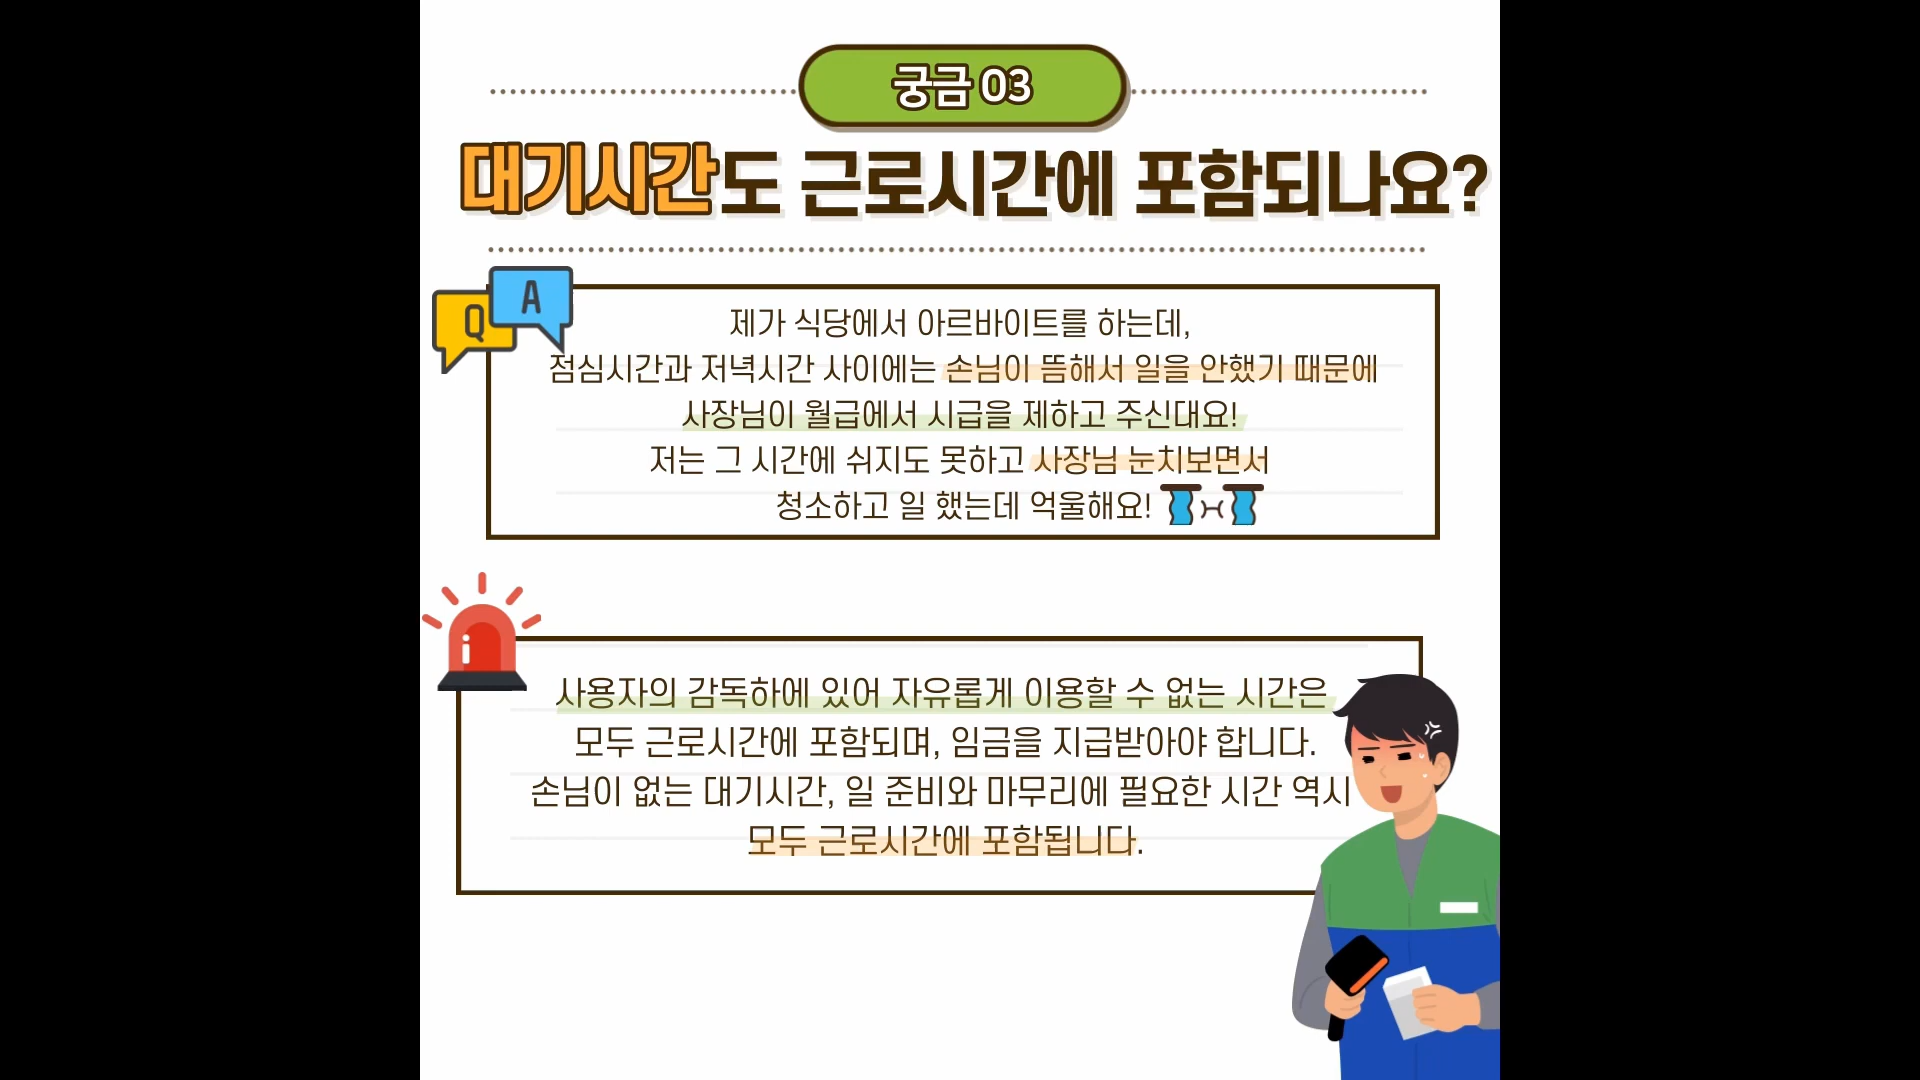 궁금 03
대기시간도 근로시간에 포함되나요?
Q A
제가 식당에서 아르바이트를 하는데,
점심시간과 저녁시간 사이에는 손님이 뜸해서 일을 안했기 때문에
사장님이 월급에서 시급을 제하고 주신대요!
저는 그 시간에 쉬지도 못하고 사장님 눈치보면서
청소하고 일 했는데 억울해요!
i
사용자의 감독하에 있어 자유롭게 이용할 수 없는 시간은
모두 근로시간에 포함되며, 임금을 지급받아야 합니다.
손님이 없는 대기시간, 일 준비와 마무리에 필요한 시간 역시
모두 근로시간에 포함됩니다.